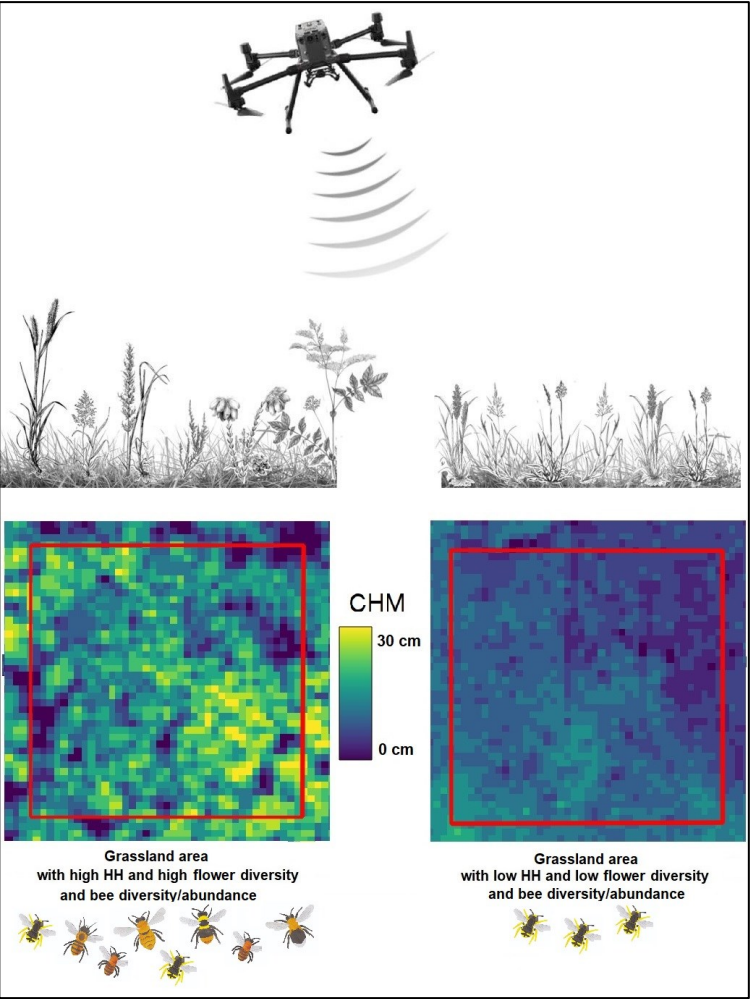 CHM
30 cm
0 cm
Grassland area
with high HH and high flower diversity
and bee diversity/abundance
Grassland area
with low HH and low flower diversity
and bee diversity/abundance